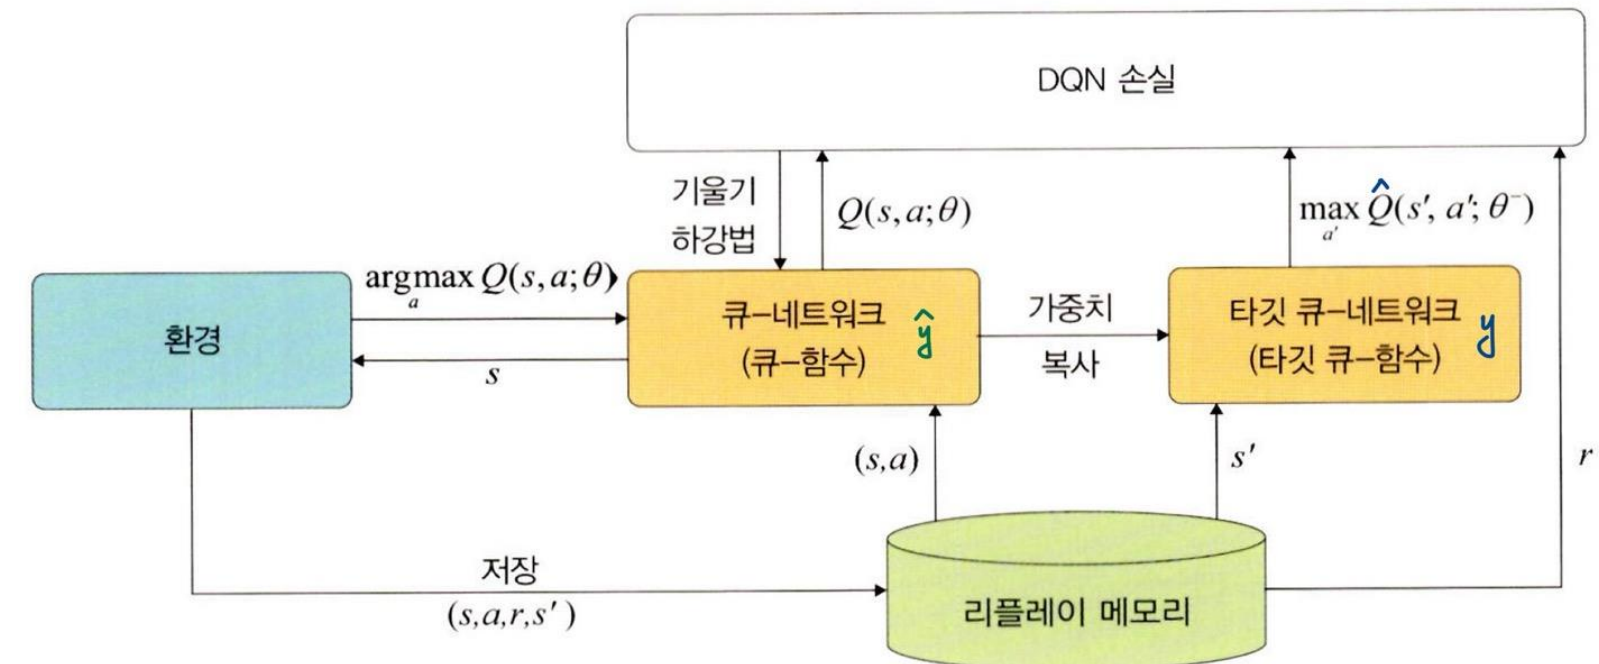 DQN 손실
기울기
하강법
Q(s,a;θ)
max Q̂(s′, a′; θ⁻)
a′
argmax Q(s,a;θ)
a
환경
s
큐-네트워크
(큐-함수)
ŷ
가중치
복사
타깃 큐-네트워크
(타깃 큐-함수)
y
(s,a)
s′
r
저장
(s,a,r,s′)
리플레이 메모리